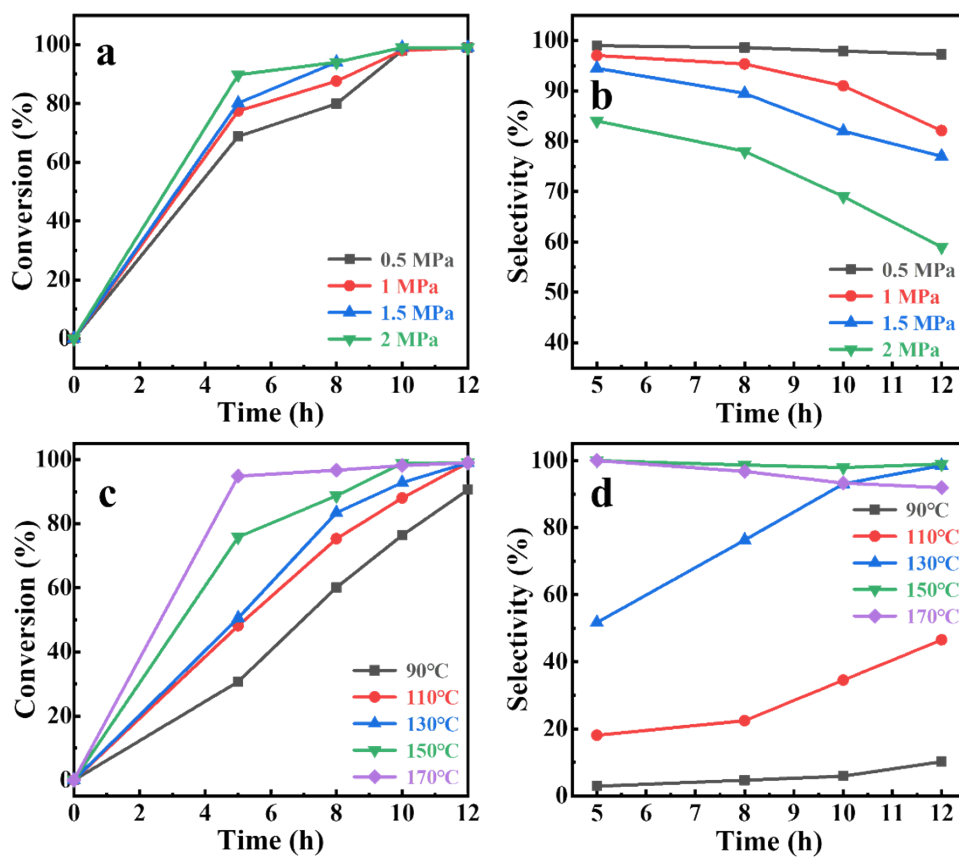 a
Conversion (%)
100
80
60
40
20
0
0 2 4 6 8 10 12
Time (h)
0.5 MPa
1 MPa
1.5 MPa
2 MPa
b
Selectivity (%)
100
90
80
70
60
50
40
5 6 7 8 9 10 11 12
Time (h)
0.5 MPa
1 MPa
1.5 MPa
2 MPa
c
Conversion (%)
100
80
60
40
20
0
0 2 4 6 8 10 12
Time (h)
90°C
110°C
130°C
150°C
170°C
d
Selectivity (%)
100
80
60
40
20
0
5 6 7 8 9 10 11 12
Time (h)
90°C
110°C
130°C
150°C
170°C